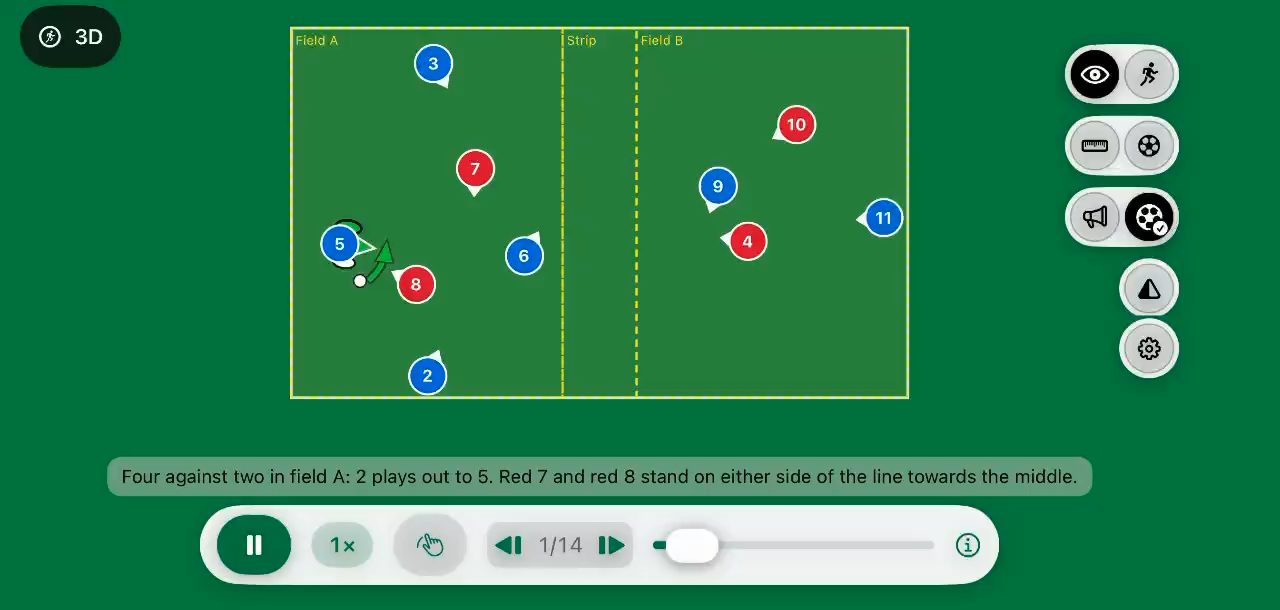 3D
Field A
Strip
Field B
3
10
7
9
11
5
4
6
8
2
Four against two in field A: 2 plays out to 5. Red 7 and red 8 stand on either side of the line towards the middle.
1×
1/14